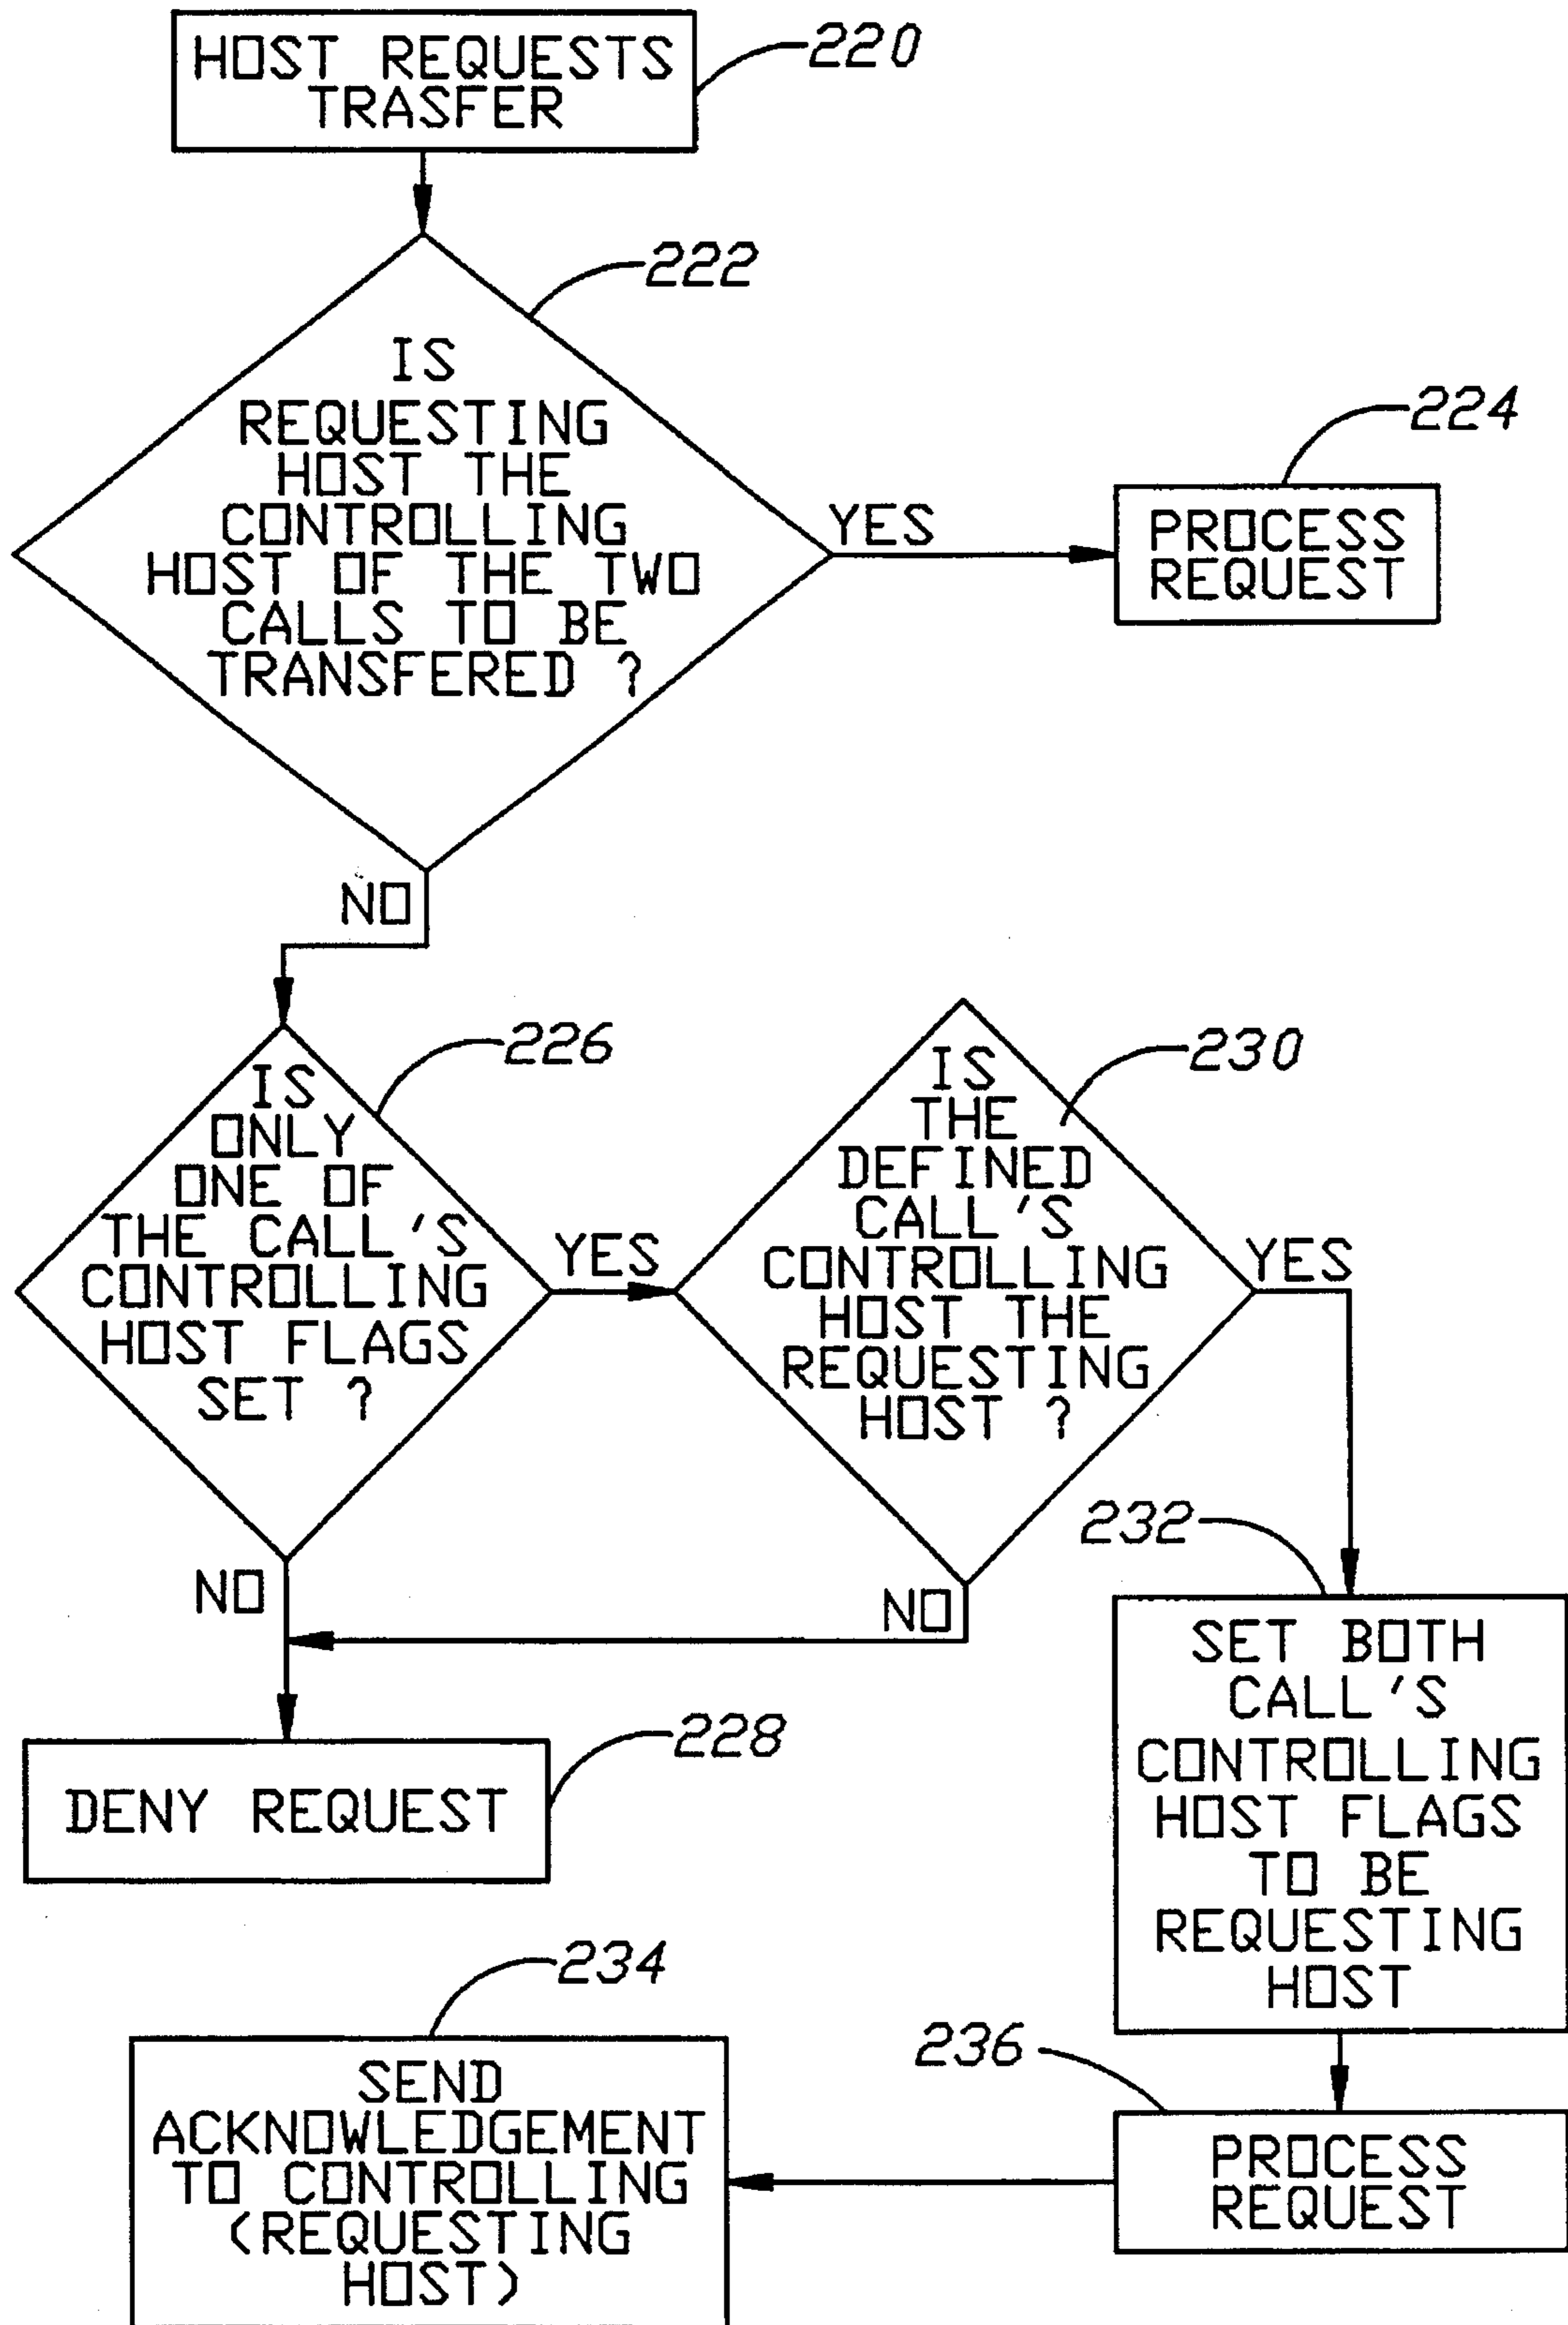 HOST REQUESTS
TRASFER
220
222
IS
REQUESTING
HOST THE
CONTROLLING
HOST OF THE TWO
CALLS TO BE
TRANSFERED ?
YES
224
PROCESS
REQUEST
NO
226
IS
ONLY
ONE OF
THE CALL'S
CONTROLLING
HOST FLAGS
SET ?
YES
230
IS
THE
DEFINED
CALL'S
CONTROLLING
HOST THE
REQUESTING
HOST ?
YES
NO
NO
228
DENY REQUEST
232
SET BOTH
CALL'S
CONTROLLING
HOST FLAGS
TO BE
REQUESTING
HOST
236
PROCESS
REQUEST
234
SEND
ACKNOWLEDGEMENT
TO CONTROLLING
(REQUESTING
HOST)